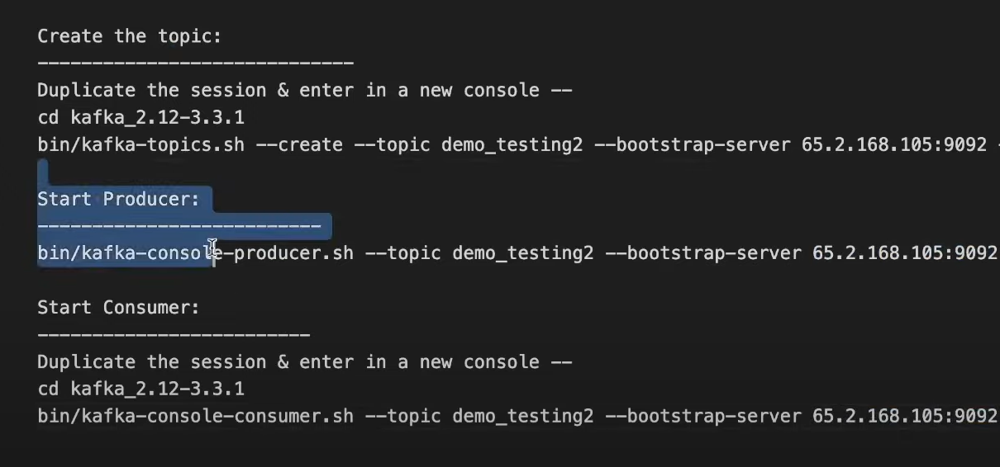 Create the topic:
-----------------------------
Duplicate the session & enter in a new console --
cd kafka_2.12-3.3.1
bin/kafka-topics.sh --create --topic demo_testing2 --bootstrap-server 65.2.168.105:9092 -
Start Producer:
--------------------------
bin/kafka-console-producer.sh --topic demo_testing2 --bootstrap-server 65.2.168.105:9092
Start Consumer:
-------------------------
Duplicate the session & enter in a new console --
cd kafka_2.12-3.3.1
bin/kafka-console-consumer.sh --topic demo_testing2 --bootstrap-server 65.2.168.105:9092